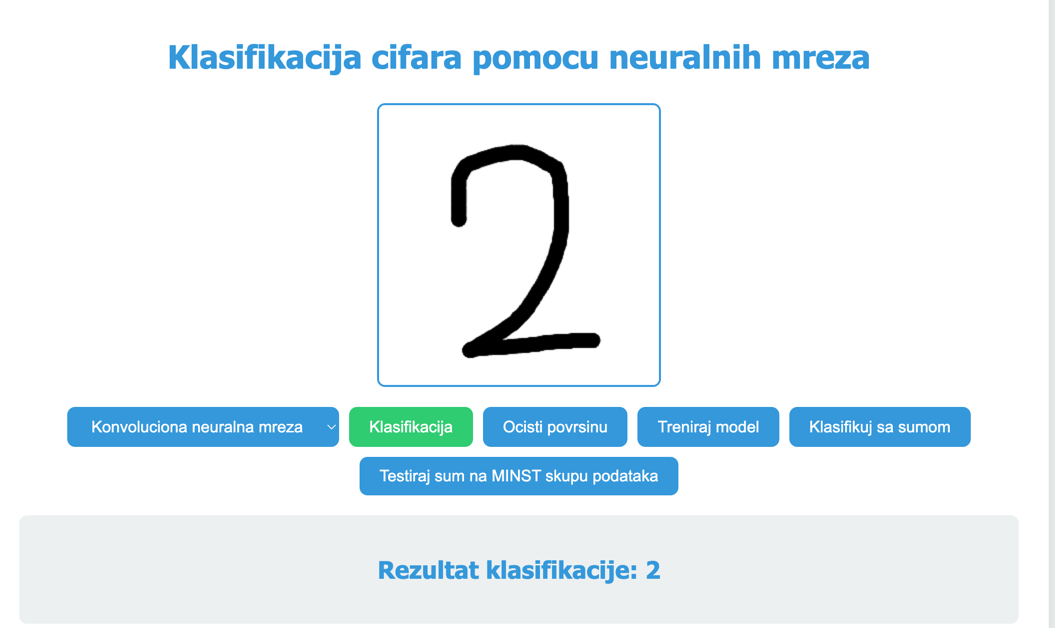 Klasifikacija cifara pomocu neuralnih mreza
2
Konvoluciona neuralna mreza
Klasifikacija
Ocisti povrsinu
Treniraj model
Klasifikuj sa sumom
Testiraj sum na MINST skupu podataka
Rezultat klasifikacije: 2